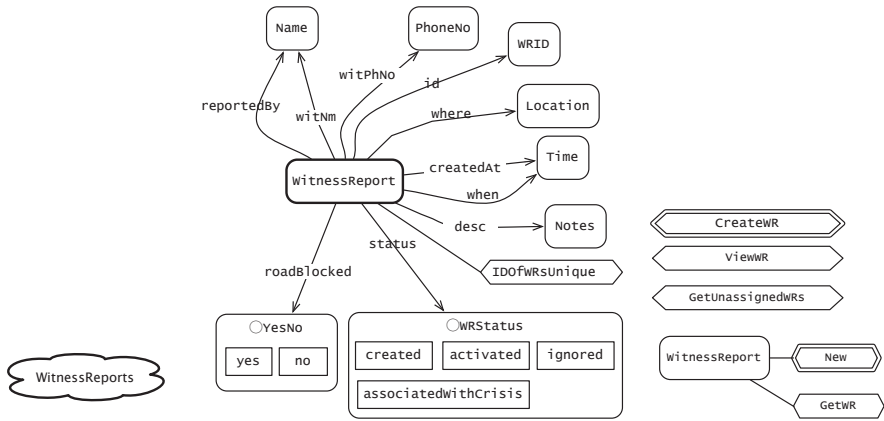 Name
PhoneNo
WRID
witPhNo
id
reportedBy
witNm
where
Location
createdAt
Time
WitnessReport
when
desc
Notes
CreateWR
status
ViewWR
roadBlocked
IDOfWRsUnique
GetUnassignedWRs
YesNo
WRStatus
yes
no
created
activated
ignored
WitnessReport
New
WitnessReports
associatedWithCrisis
GetWR